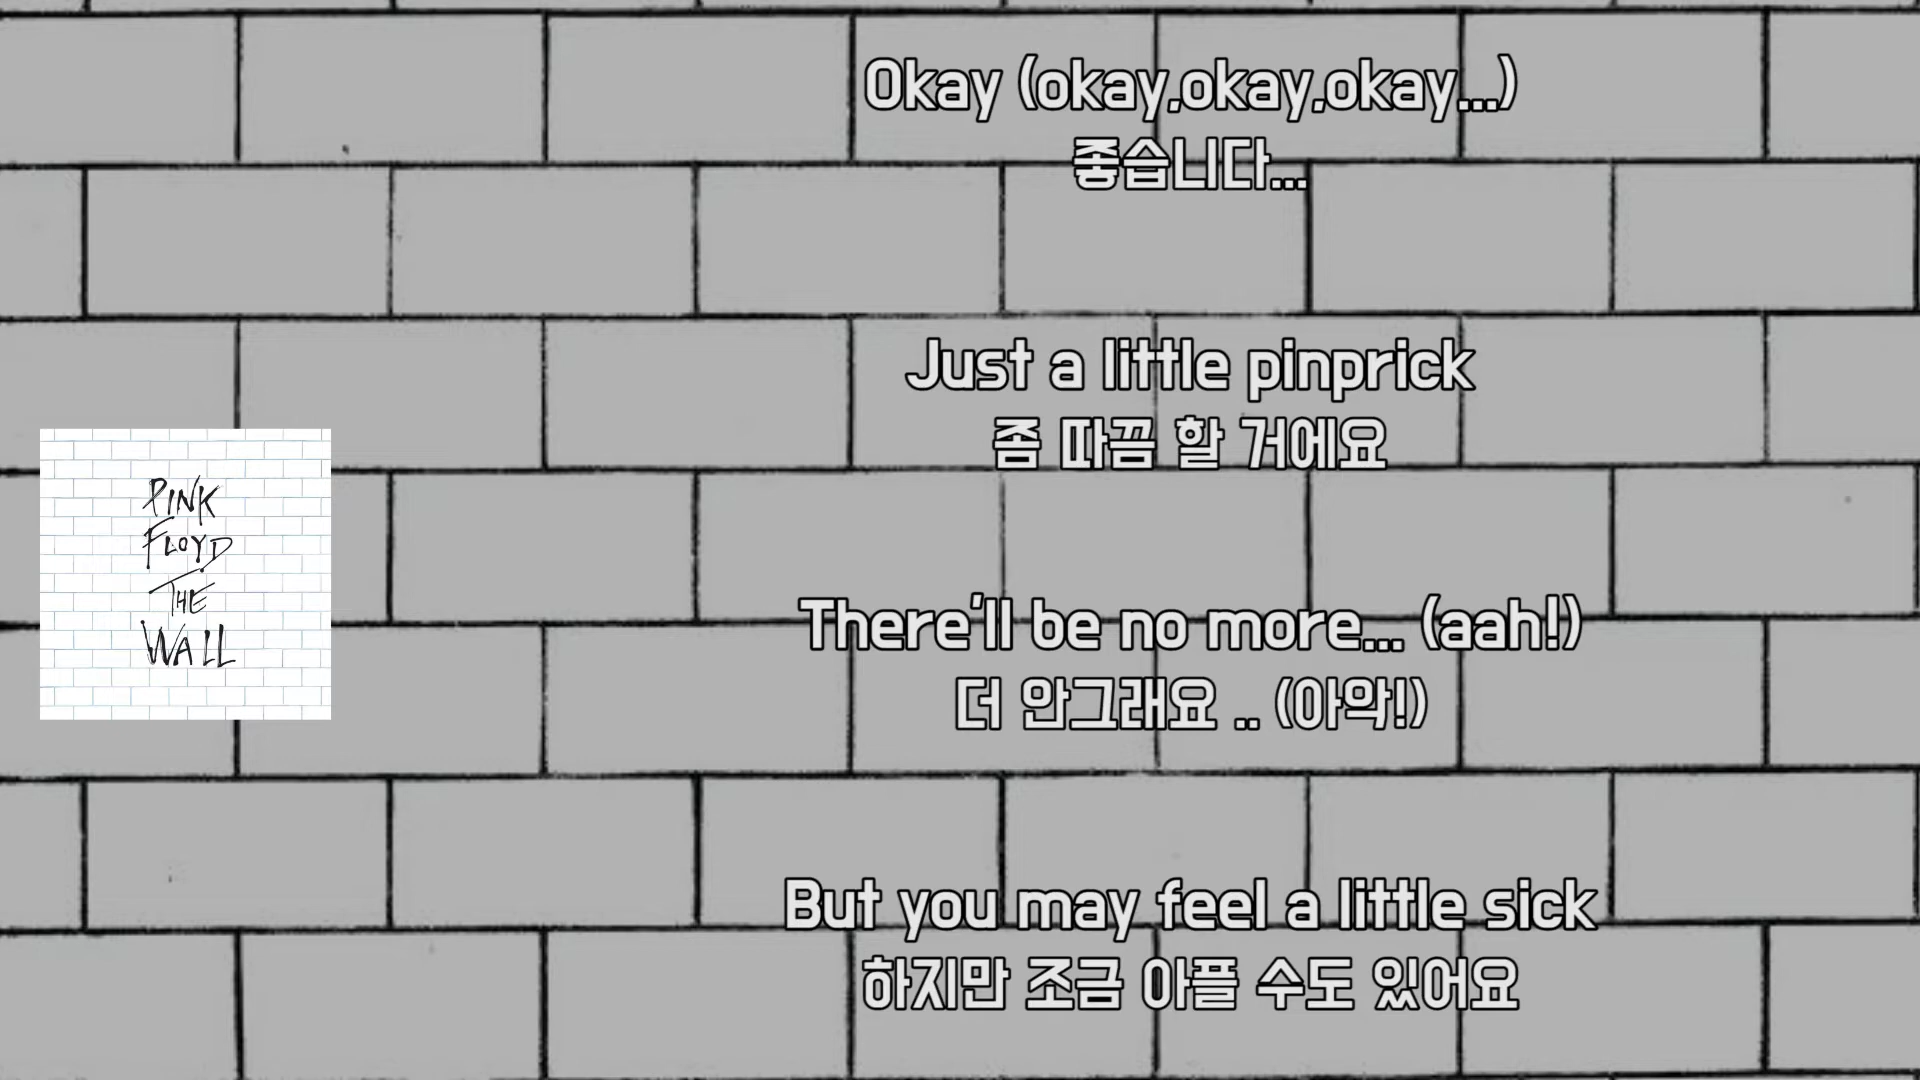 Okay (okay,okay,okay...)
좋습니다...
Just a little pinprick
좀 따끔 할 거에요
PINK
FLOYD
THE
WALL
There'll be no more... (aah!)
더 안그래요 .. (아악!)
But you may feel a little sick
하지만 조금 아플 수도 있어요